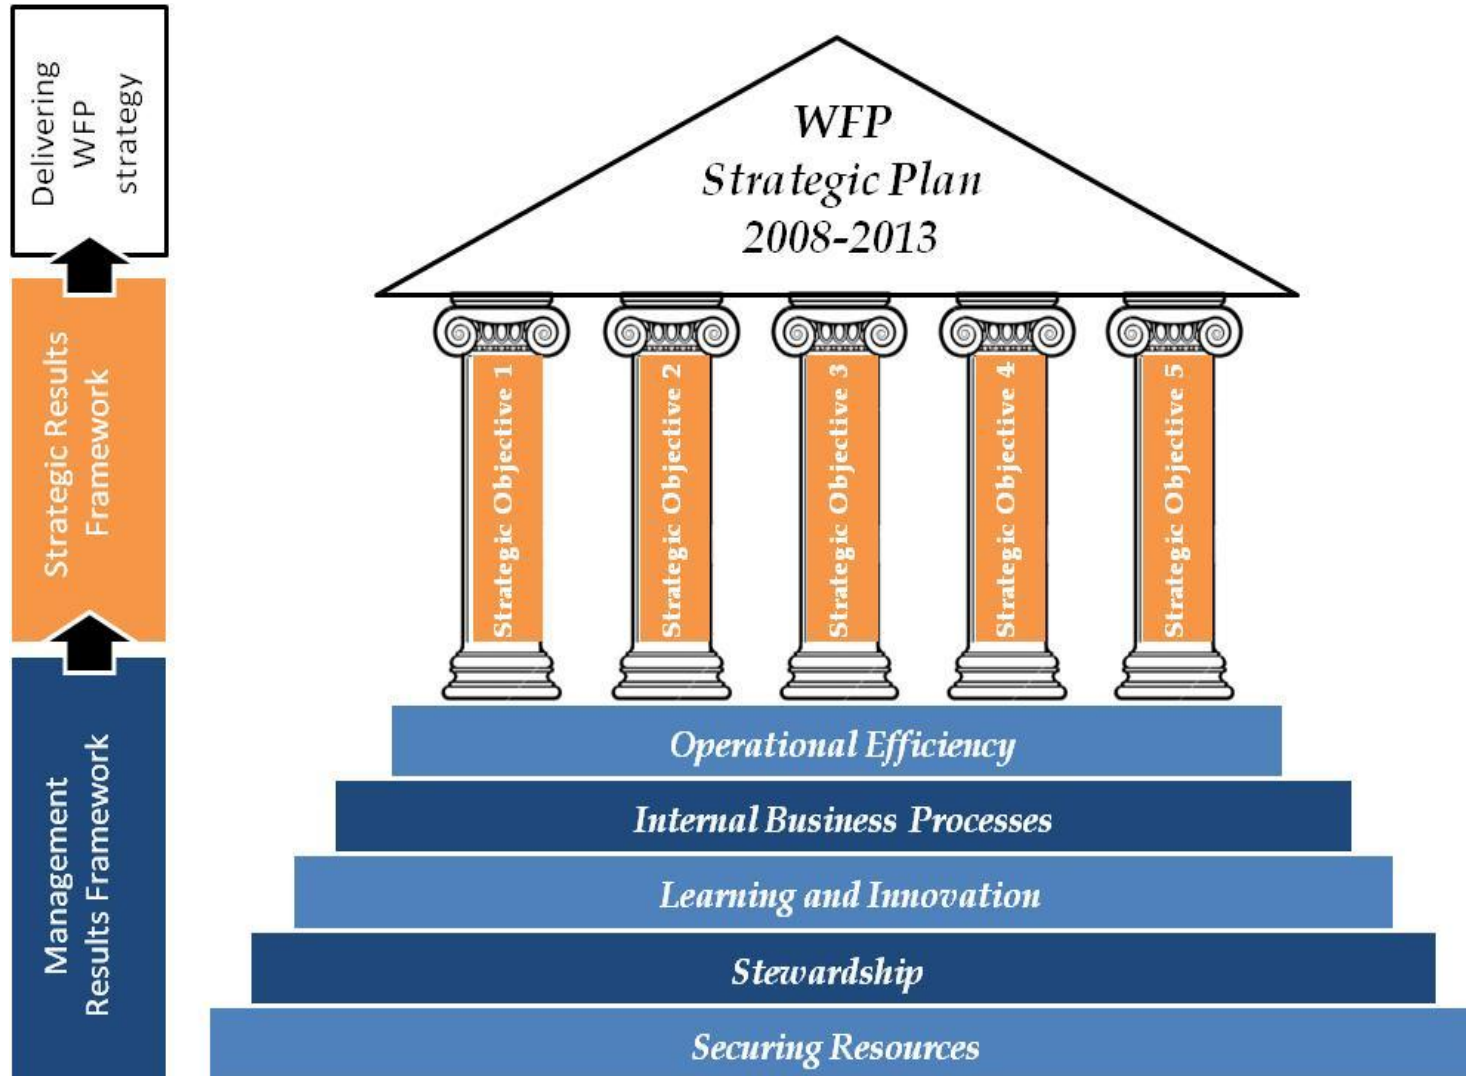 Delivering
WFP
strategy
Strategic Results
Framework
Management
Results Framework
WFP
Strategic Plan
2008-2013
Strategic Objective 1
Strategic Objective 2
Strategic Objective 3
Strategic Objective 4
Strategic Objective 5
Operational Efficiency
Internal Business Processes
Learning and Innovation
Stewardship
Securing Resources